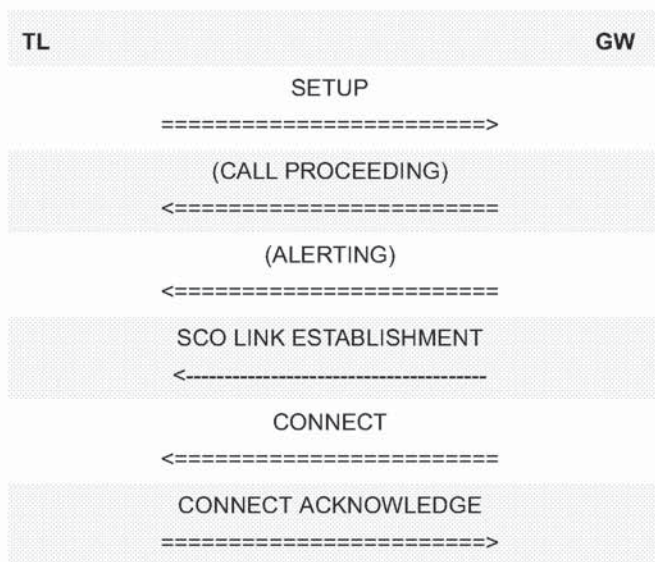 TL GW
SETUP
========================>
(CALL PROCEEDING)
<========================
(ALERTING)
<========================
SCO LINK ESTABLISHMENT
<---------------------------------------
CONNECT
<========================
CONNECT ACKNOWLEDGE
========================>